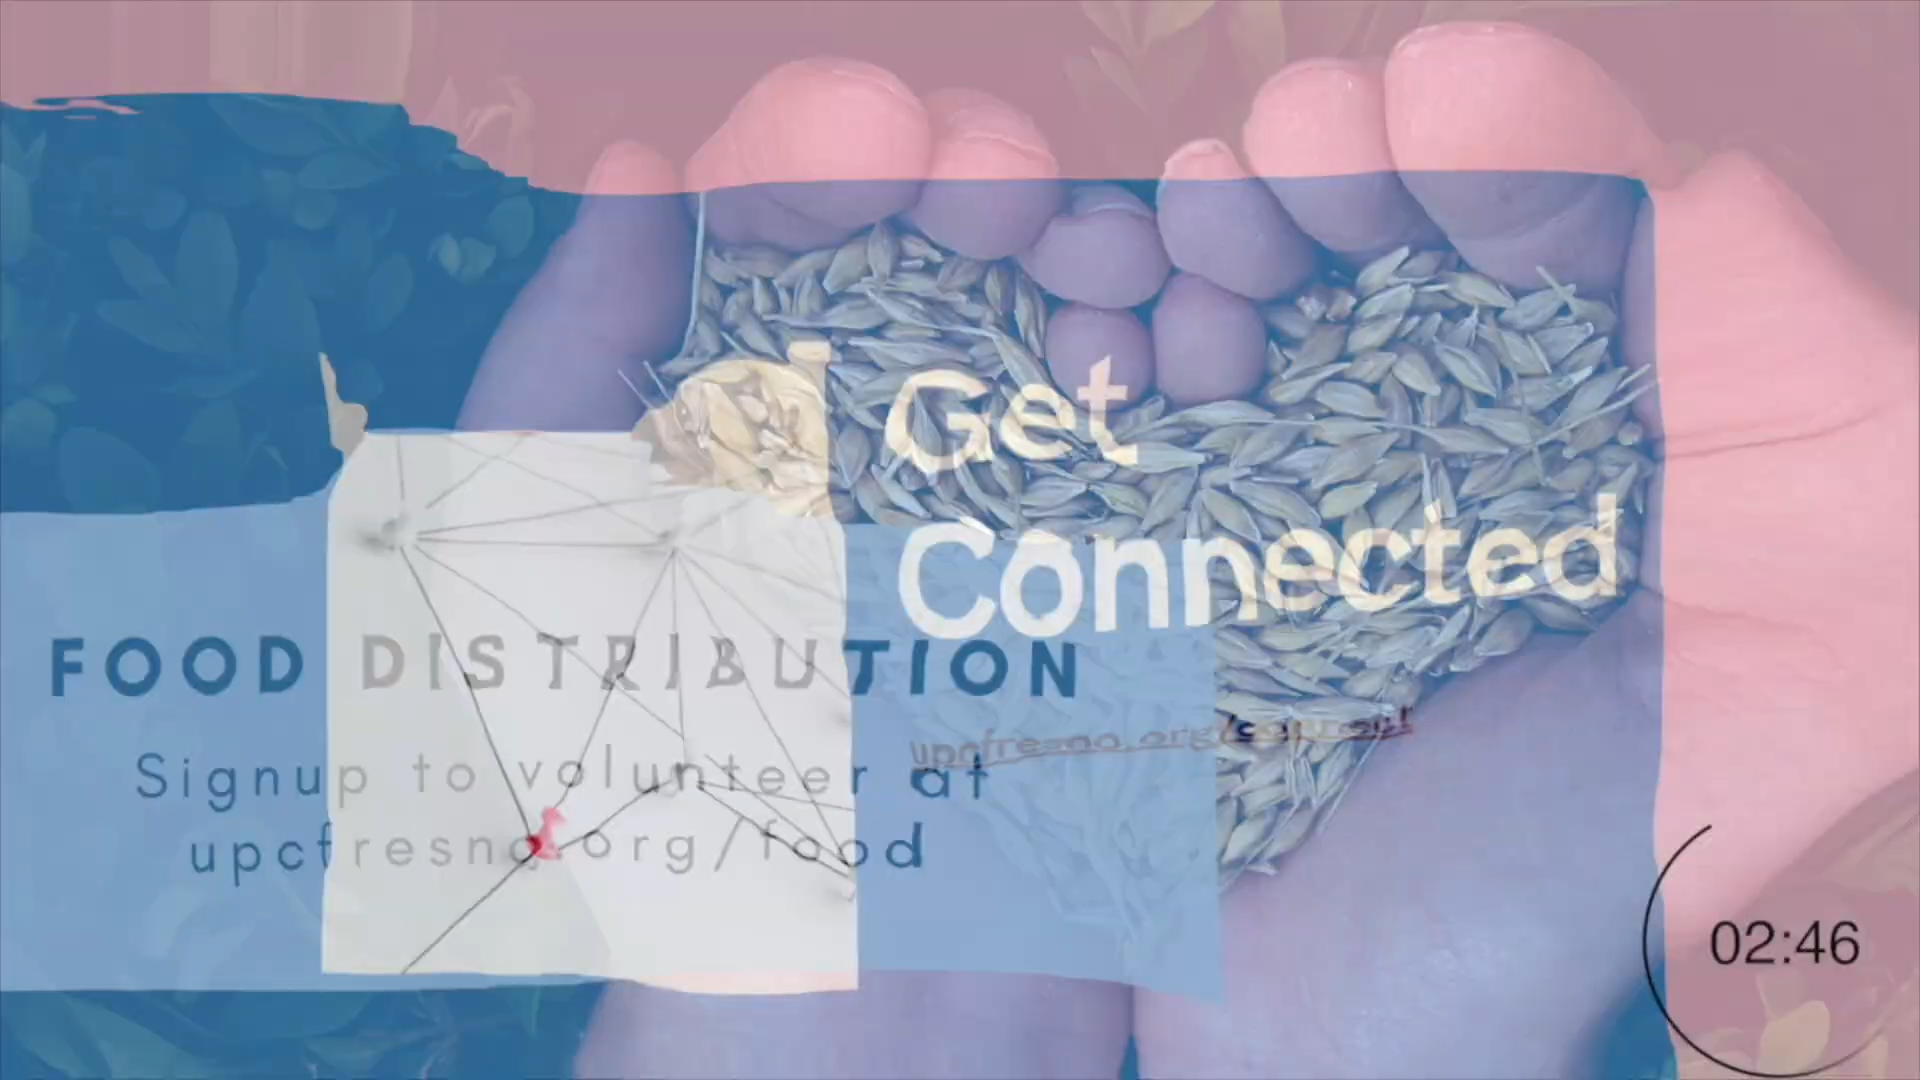 Get
Connected
FOOD DISTRIBUTION
Signup to volunteer at
upcfresno.org/food
02:46